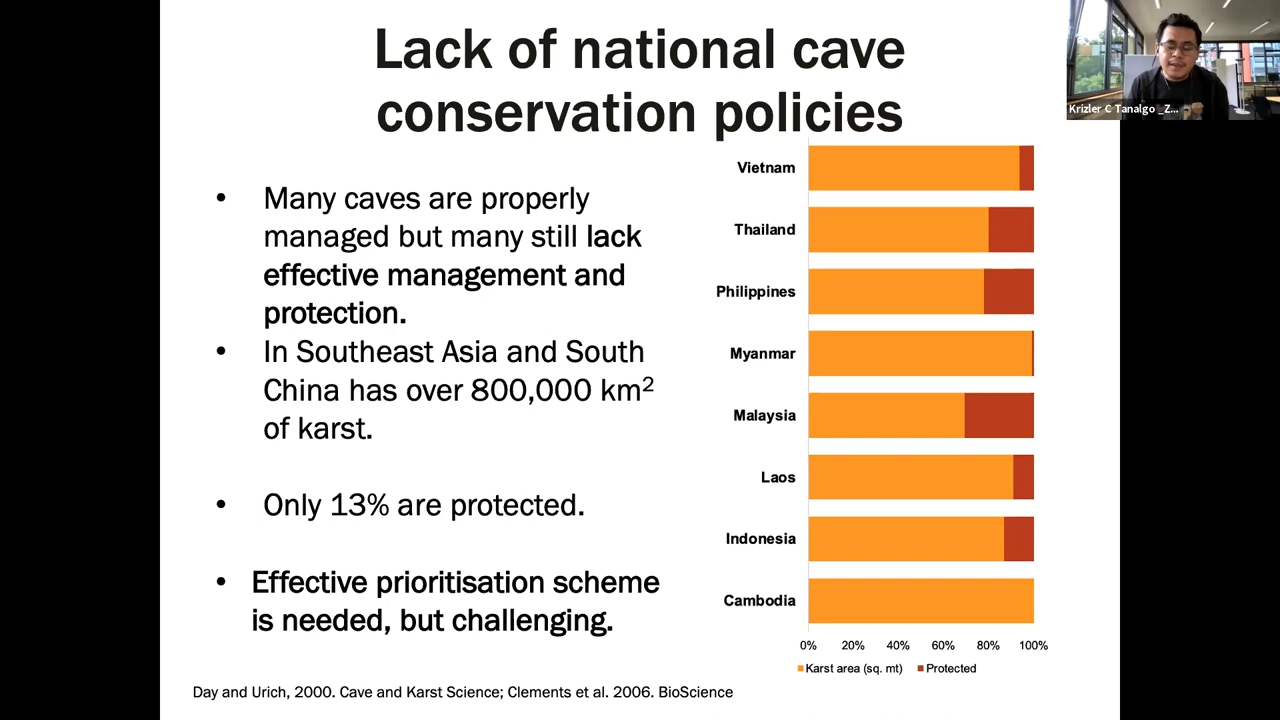 Lack of national cave
conservation policies
Krizler C Tanalgo _Z...
• Many caves are properly
managed but many still lack
effective management and
protection.
• In Southeast Asia and South
China has over 800,000 km²
of karst.
• Only 13% are protected.
• Effective prioritisation scheme
is needed, but challenging.
Vietnam
Thailand
Philippines
Myanmar
Malaysia
Laos
Indonesia
Cambodia
0% 20% 40% 60% 80% 100%
Karst area (sq. mt) Protected
Day and Urich, 2000. Cave and Karst Science; Clements et al. 2006. BioScience